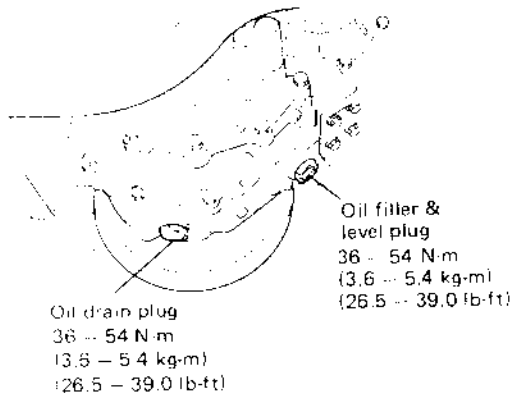 Oil filler &
level plug
36 - 54 N·m
(3.6 - 5.4 kg-m)
(26.5 - 39.0 lb-ft)
Oil drain plug
36 - 54 N·m
(3.6 - 5.4 kg-m)
(26.5 - 39.0 lb-ft)